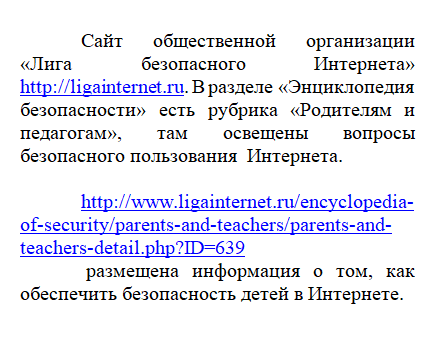 Сайт общественной организации
«Лига безопасного Интернета»
http://ligainternet.ru. В разделе «Энциклопедия
безопасности» есть рубрика «Родителям и
педагогам», там освещены вопросы
безопасного пользования Интернета.
http://www.ligainternet.ru/encyclopedia-
of-security/parents-and-teachers/parents-and-
teachers-detail.php?ID=639
размещена информация о том, как
обеспечить безопасность детей в Интернете.